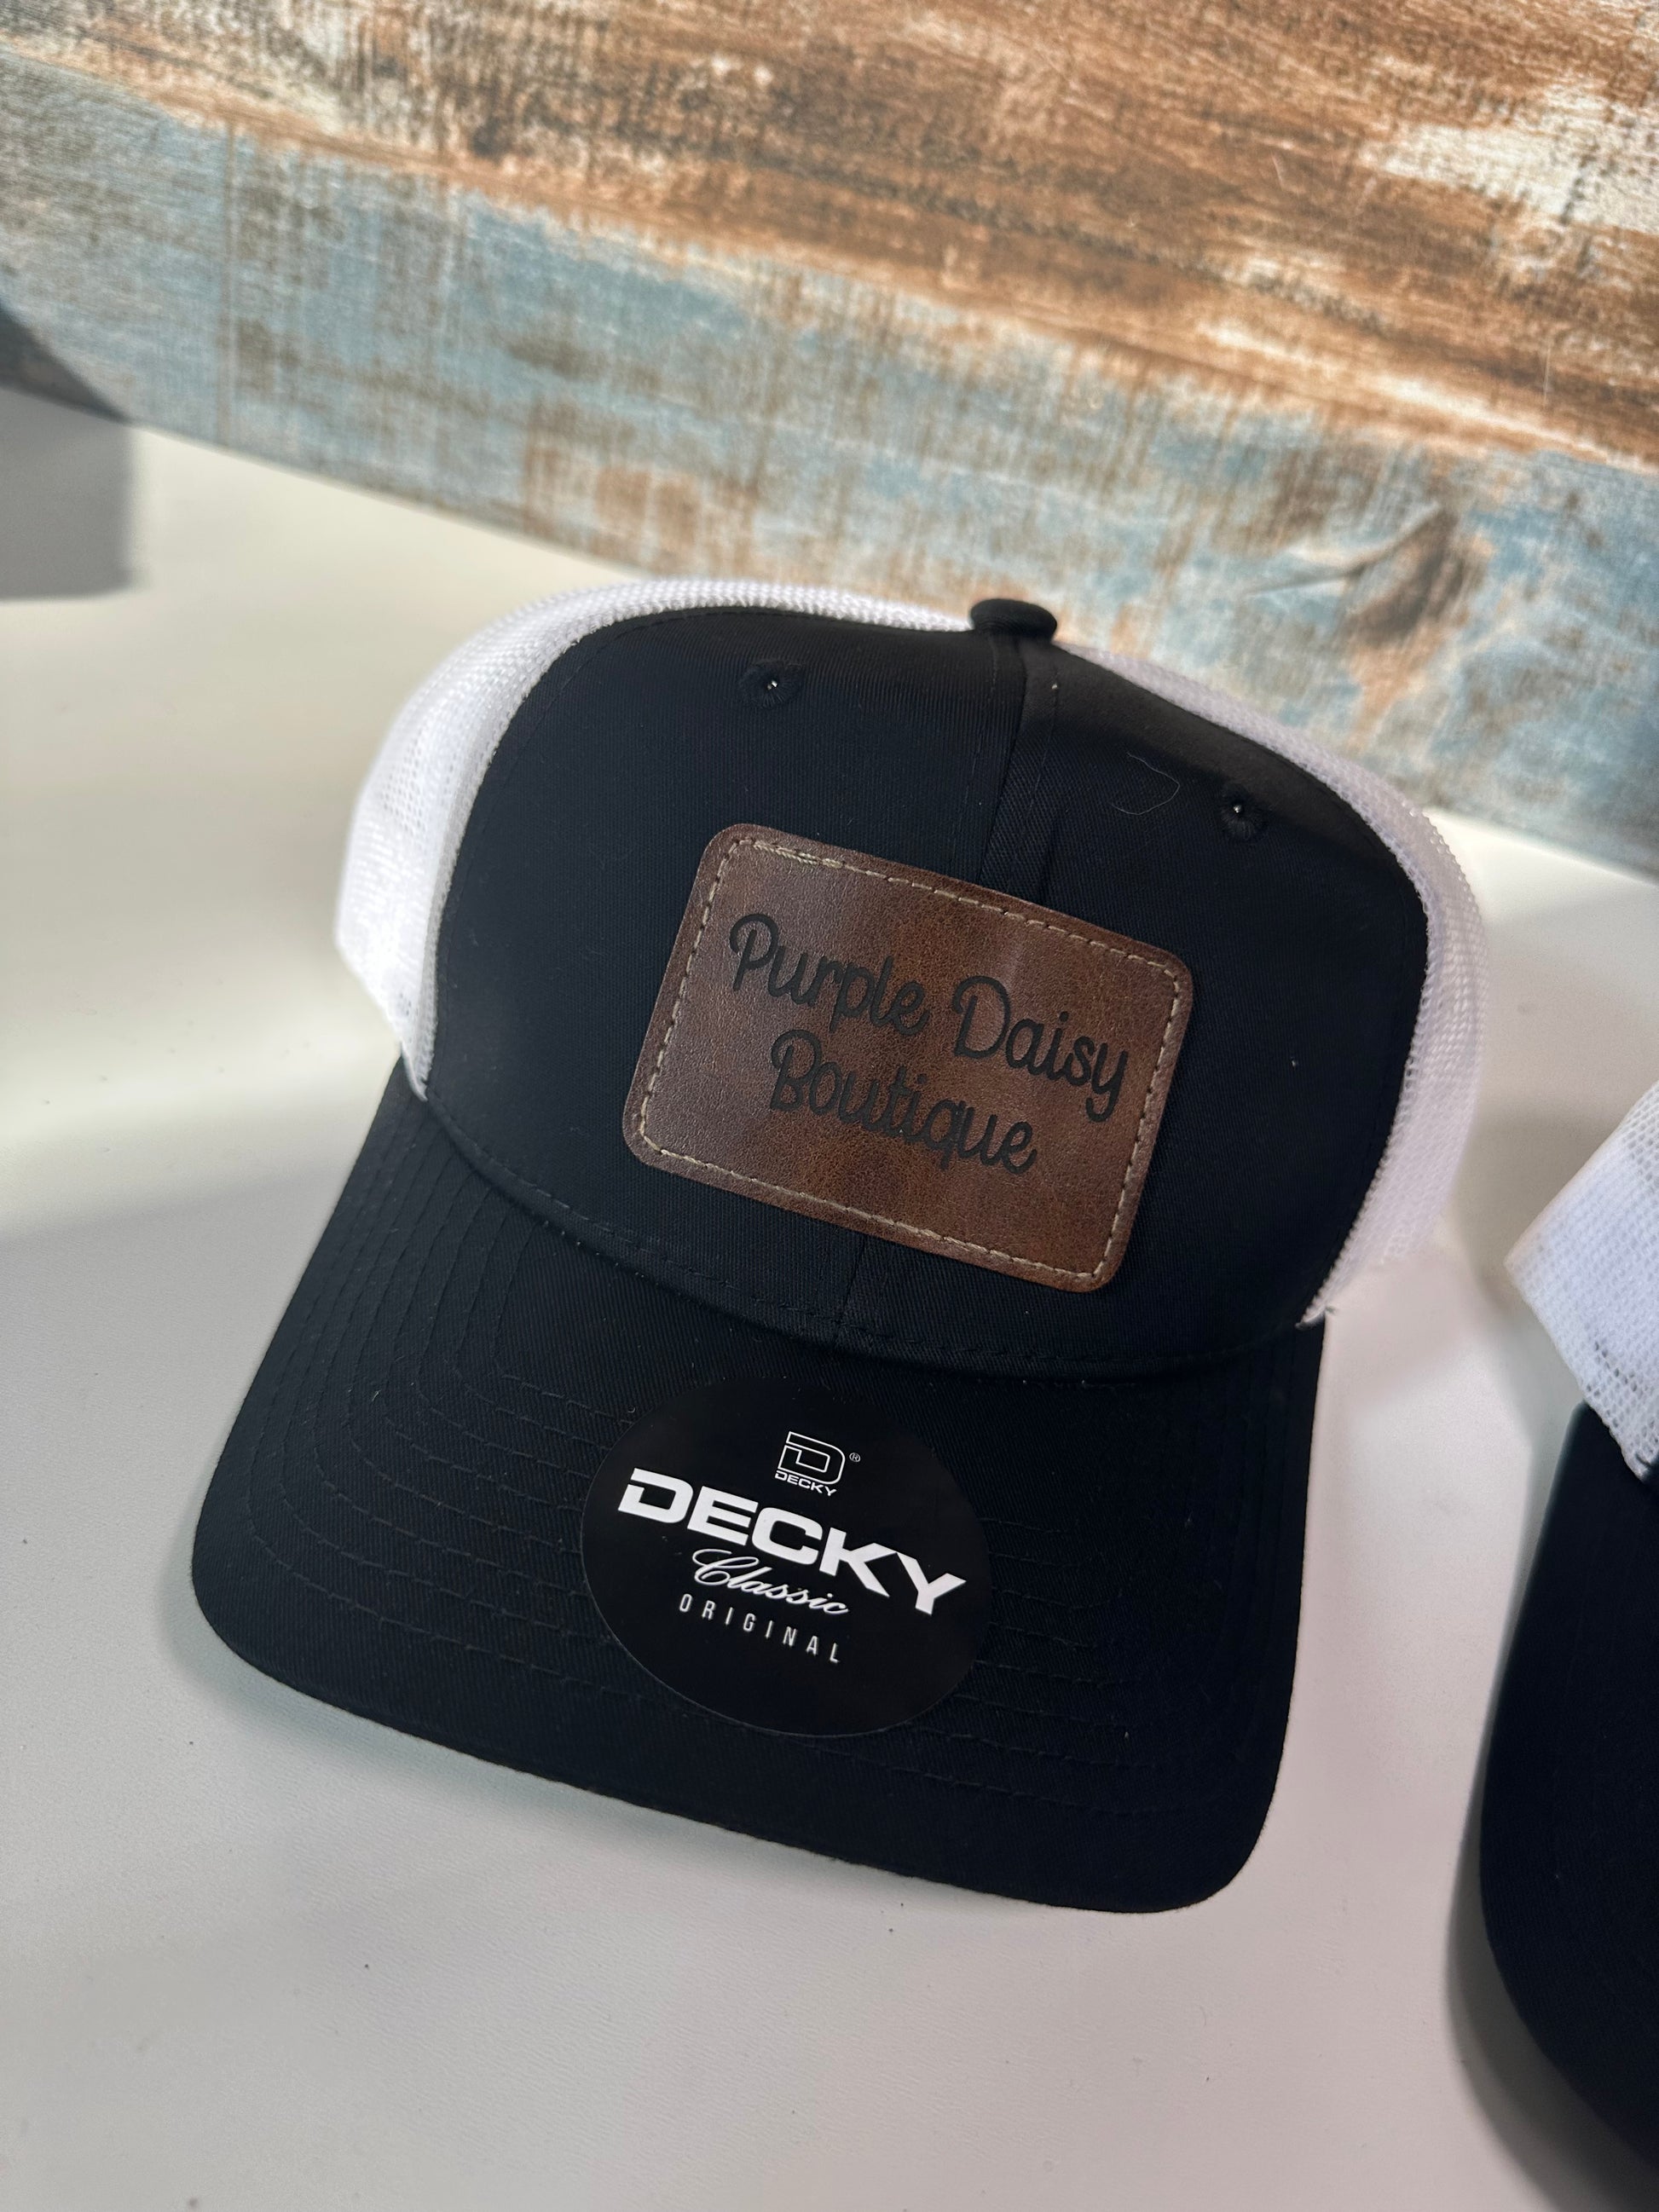 Purple Daisy
Boutique
DECKY
®
DECKY
Classic
ORIGINAL